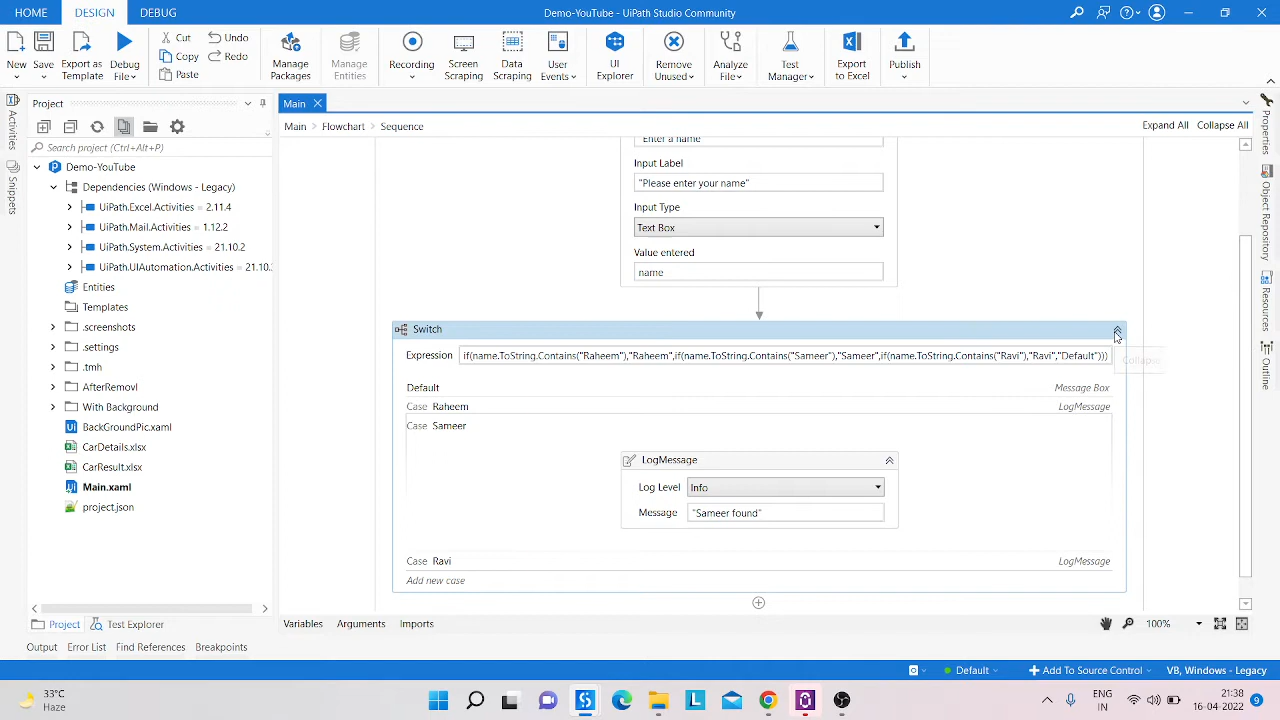 HOME
DESIGN
DEBUG
Demo-YouTube - UiPath Studio Community
New
Save
Export as Template
Debug File
Cut
Copy
Paste
Undo
Redo
Manage Packages
Manage Entities
Recording
Screen Scraping
Data Scraping
User Events
UI Explorer
Remove Unused
Analyze File
Test Manager
Export to Excel
Publish
Activities
Snippets
Project
Search project (Ctrl+Alt+P)
Demo-YouTube
Dependencies (Windows - Legacy)
UiPath.Excel.Activities = 2.11.4
UiPath.Mail.Activities = 1.12.2
UiPath.System.Activities = 21.10.2
UiPath.UIAutomation.Activities = 21.10.
Entities
Templates
.screenshots
.settings
.tmh
AfterRemovl
With Background
BackGroundPic.xaml
CarDetails.xlsx
CarResult.xlsx
Main.xaml
project.json
Project
Test Explorer
Main
Main
Flowchart
Sequence
Expand All
Collapse All
Enter a name
Input Label
"Please enter your name"
Input Type
Text Box
Value entered
name
Switch
Expression
if(name.ToString.Contains("Raheem"),"Raheem",if(name.ToString.Contains("Sameer"),"Sameer",if(name.ToString.Contains("Ravi"),"Ravi","Default")))
Collapse
Default
Message Box
Case Raheem
LogMessage
Case Sameer
LogMessage
Log Level
Info
Message
"Sameer found"
Case Ravi
LogMessage
Add new case
Variables
Arguments
Imports
100%
Properties
Object Repository
Resources
Outline
Output
Error List
Find References
Breakpoints
Default
Add To Source Control
VB, Windows - Legacy
33°C
Haze
ENG
IN
21:38
16-04-2022
9